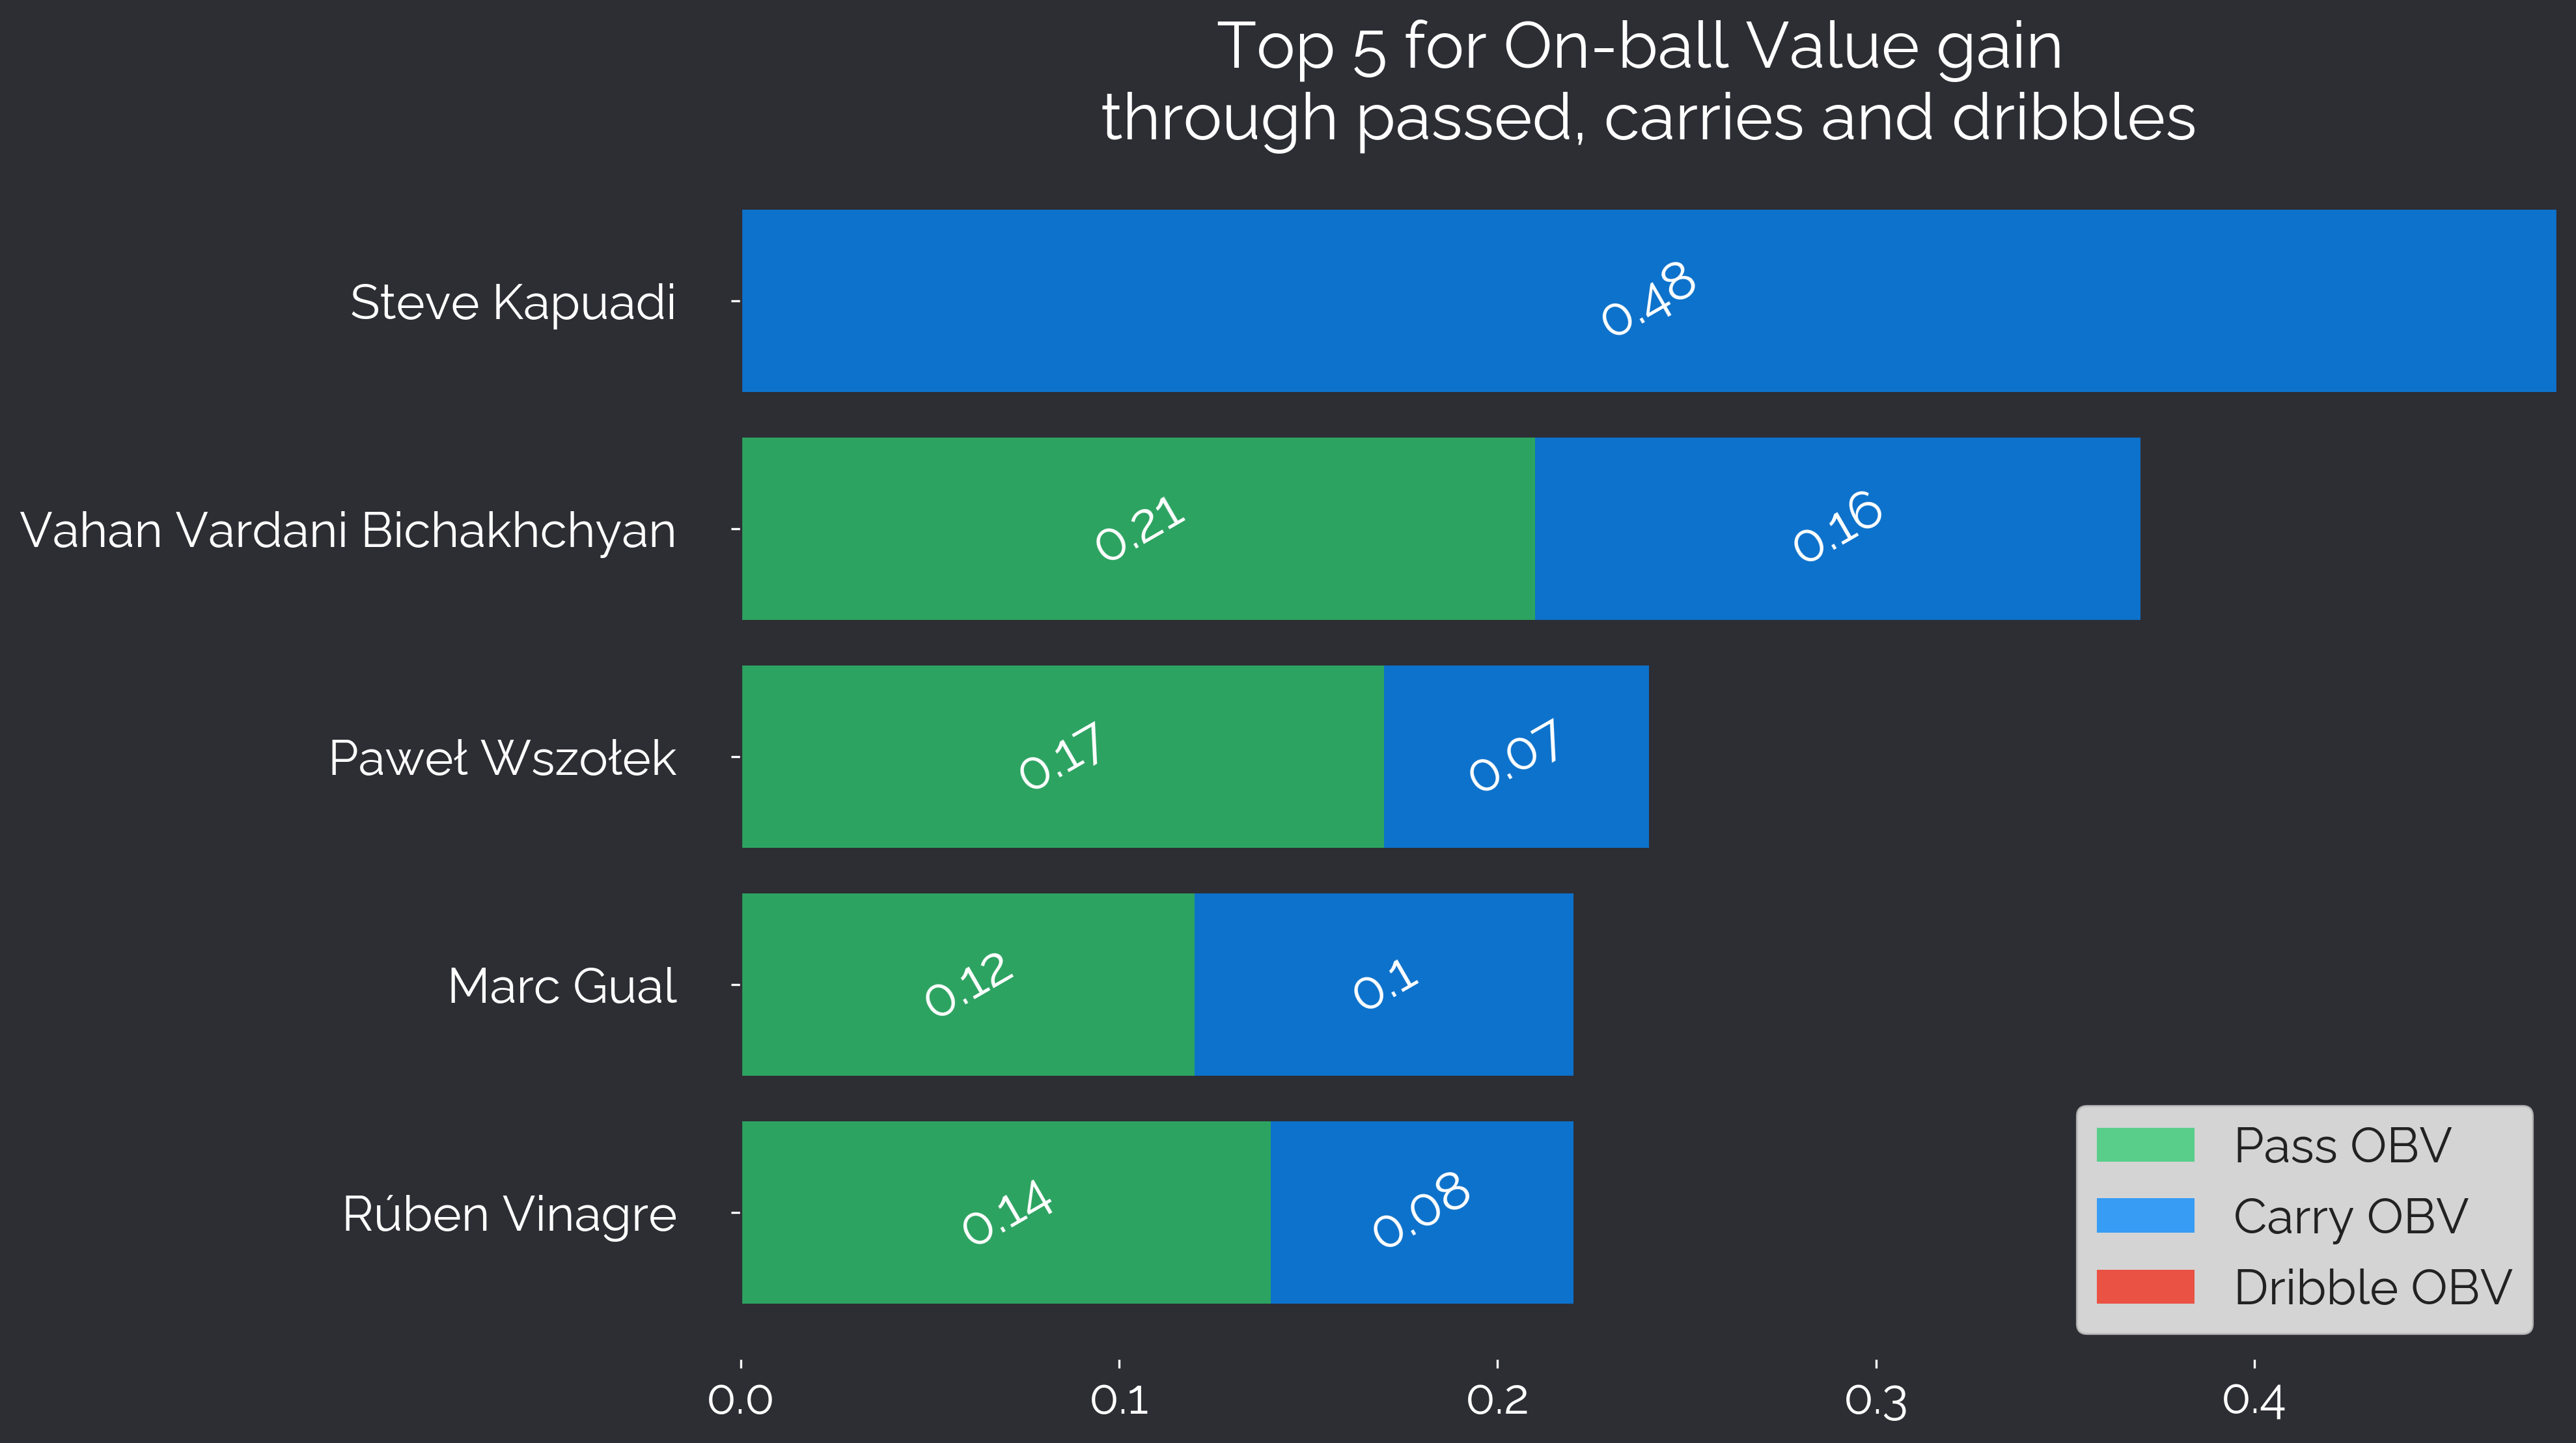 Top 5 for On-ball Value gain
through passed, carries and dribbles
Steve Kapuadi
0.48
Vahan Vardani Bichakhchyan
0.21
0.16
Paweł Wszołek
0.17
0.07
Marc Gual
0.12
0.1
Rúben Vinagre
0.14
0.08
Pass OBV
Carry OBV
Dribble OBV
0.0
0.1
0.2
0.3
0.4